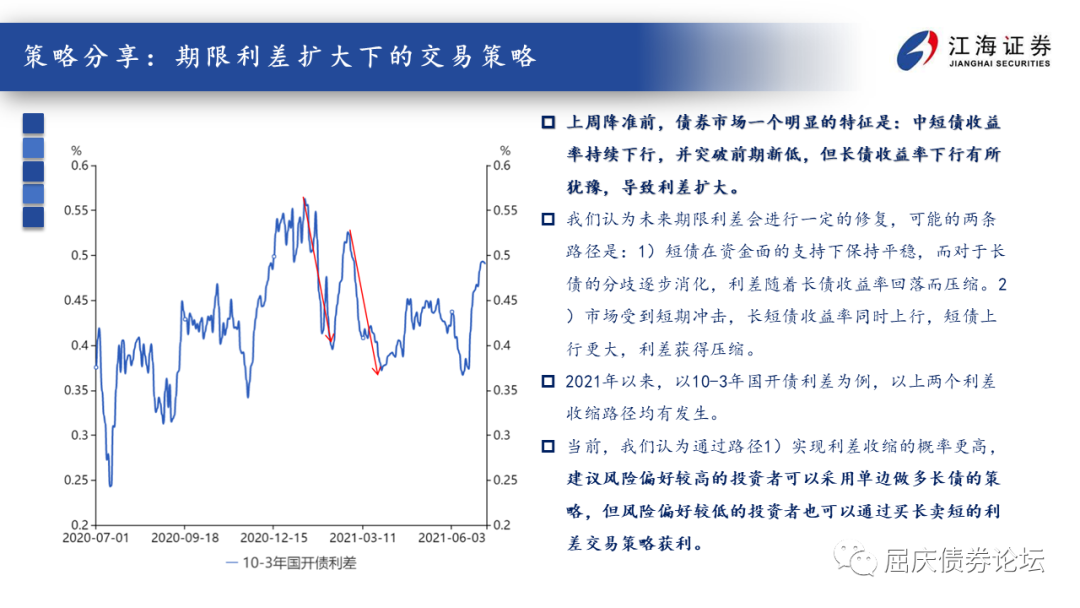 策略分享：期限利差扩大下的交易策略
江海证券
JIANGHAI SECURITIES
%
%
0.6
0.55
0.5
0.45
0.4
0.35
0.3
0.25
0.2
0.6
0.55
0.5
0.45
0.4
0.35
0.3
0.25
0.2
2020-07-01
2020-09-18
2020-12-15
2021-03-11
2021-06-03
10-3年国开债利差
上周降准前，债券市场一个明显的特征是：中短债收益
率持续下行，并突破前期新低，但长债收益率下行有所
犹豫，导致利差扩大。
我们认为未来期限利差会进行一定的修复，可能的两条
路径是：1）短债在资金面的支持下保持平稳，而对于长
债的分歧逐步消化，利差随着长债收益率回落而压缩。2
）市场受到短期冲击，长短债收益率同时上行，短债上
行更大，利差获得压缩。
2021年以来，以10-3年国开债利差为例，以上两个利差
收缩路径均有发生。
当前，我们认为通过路径1）实现利差收缩的概率更高，
建议风险偏好较高的投资者可以采用单边做多长债的策
略，但风险偏好较低的投资者也可以通过买长卖短的利
差交易策略获利。
屈庆债券论坛